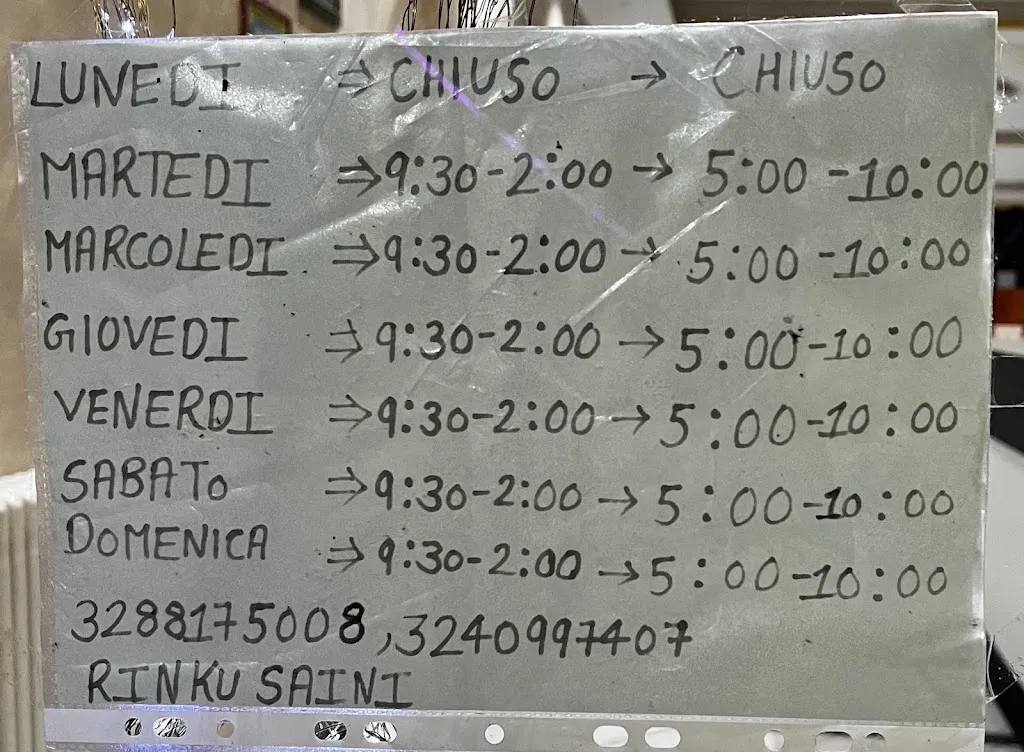 LUNEDI ⇒ CHIUSO → CHIUSO
MARTEDI ⇒ 9:30-2:00 → 5:00-10:00
MARCOLEDI ⇒ 9:30-2:00 → 5:00-10:00
GIOVEDI ⇒ 9:30-2:00 → 5:00-10:00
VENERDI ⇒ 9:30-2:00 → 5:00-10:00
SABATO ⇒ 9:30-2:00 → 5:00-10:00
DOMENICA ⇒ 9:30-2:00 → 5:00-10:00
3288175008,3240997407
RINKU SAINI